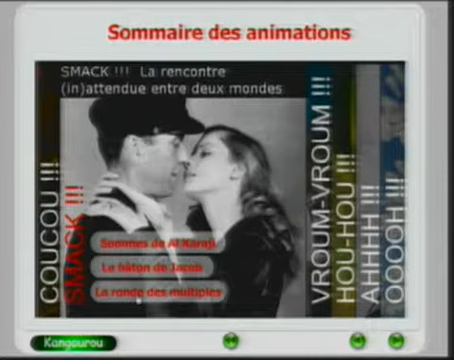 Sommaire des animations
SMACK !!! La rencontre
(in)attendue entre deux mondes
COUCOU !!!
SMACK !!!
Sommes de Al Karaji
Le bâton de Jacob
La ronde des multiples
VROUM-VROUM !!!
HOU-HOU !!!
AHHHH !!!
OOOOH !!!
Kangourou